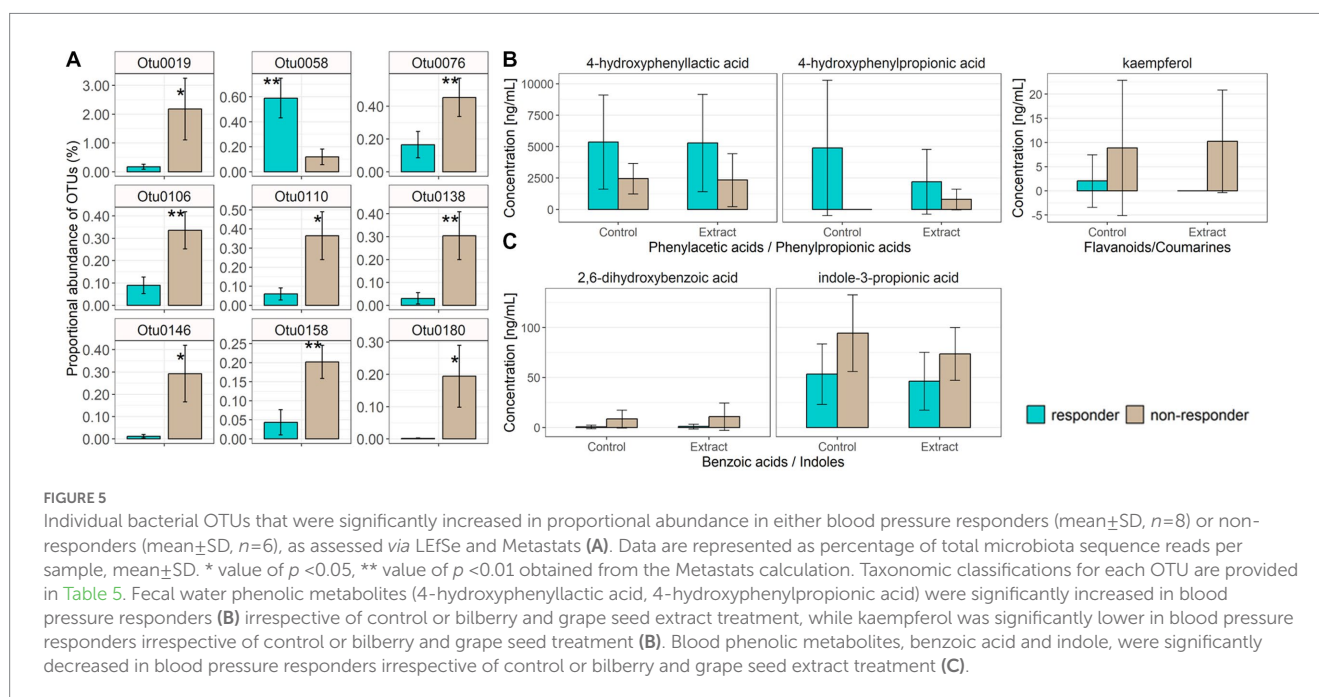 A
Otu0019 Otu0058 Otu0076
3.00
2.00
1.00
0.00
*
0.60
0.40
0.20
0.00
**
0.40
0.20
0.00
**
Otu0106 Otu0110 Otu0138
0.40
0.30
0.20
0.10
0.00
**
0.50
0.40
0.30
0.20
0.10
0.00
*
0.40
0.30
0.20
0.10
0.00
**
Otu0146 Otu0158 Otu0180
0.40
0.30
0.20
0.10
0.00
*
0.25
0.20
0.15
0.10
0.05
0.00
**
0.30
0.20
0.10
0.00
*
Proportional abundance of OTUs (%)
B
4-hydroxyphenyllactic acid 4-hydroxyphenylpropionic acid
Concentration [ng/mL]
10000
7500
5000
2500
0
Control Extract Control Extract
Phenylacetic acids / Phenylpropionic acids
kaempferol
Concentration [ng/mL]
25
20
15
10
5
0
-5
Control Extract
Flavanoids/Coumarines
C
2,6-dihydroxybenzoic acid indole-3-propionic acid
Concentration [ng/mL]
100
50
0
Control Extract Control Extract
Benzoic acids / Indoles
responder non-responder
FIGURE 5
Individual bacterial OTUs that were significantly increased in proportional abundance in either blood pressure responders (mean±SD, n=8) or non-
responders (mean±SD, n=6), as assessed via LEfSe and Metastats (A). Data are represented as percentage of total microbiota sequence reads per
sample, mean±SD. * value of p <0.05, ** value of p <0.01 obtained from the Metastats calculation. Taxonomic classifications for each OTU are provided
in Table 5. Fecal water phenolic metabolites (4-hydroxyphenyllactic acid, 4-hydroxyphenylpropionic acid) were significantly increased in blood
pressure responders (B) irrespective of control or bilberry and grape seed extract treatment, while kaempferol was significantly lower in blood pressure
responders irrespective of control or bilberry and grape seed treatment (B). Blood phenolic metabolites, benzoic acid and indole, were significantly
decreased in blood pressure responders irrespective of control or bilberry and grape seed extract treatment (C).